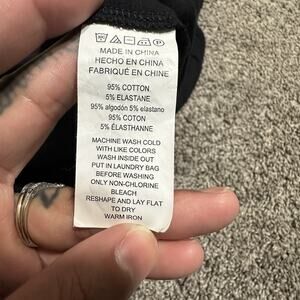 MADE IN CHINA
HECHO EN CHINA
FABRIQUÉ EN CHINE
95% COTTON
5% ELASTANE
95% algodón 5% elastano
95% COTON
5% ÉLASTHANNE
MACHINE WASH COLD
WITH LIKE COLORS
WASH INSIDE OUT
PUT IN LAUNDRY BAG
BEFORE WASHING
ONLY NON-CHLORINE
BLEACH
RESHAPE AND LAY FLAT
TO DRY
WARM IRON